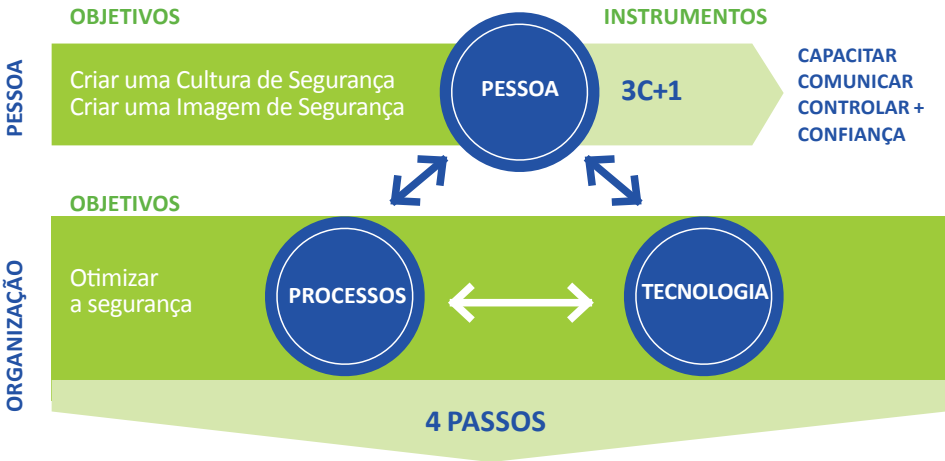 OBJETIVOS
INSTRUMENTOS
PESSOA
Criar uma Cultura de Segurança
Criar uma Imagem de Segurança
PESSOA
3C+1
CAPACITAR
COMUNICAR
CONTROLAR +
CONFIANÇA
OBJETIVOS
ORGANIZAÇÃO
Otimizar
a segurança
PROCESSOS
TECNOLOGIA
4 PASSOS